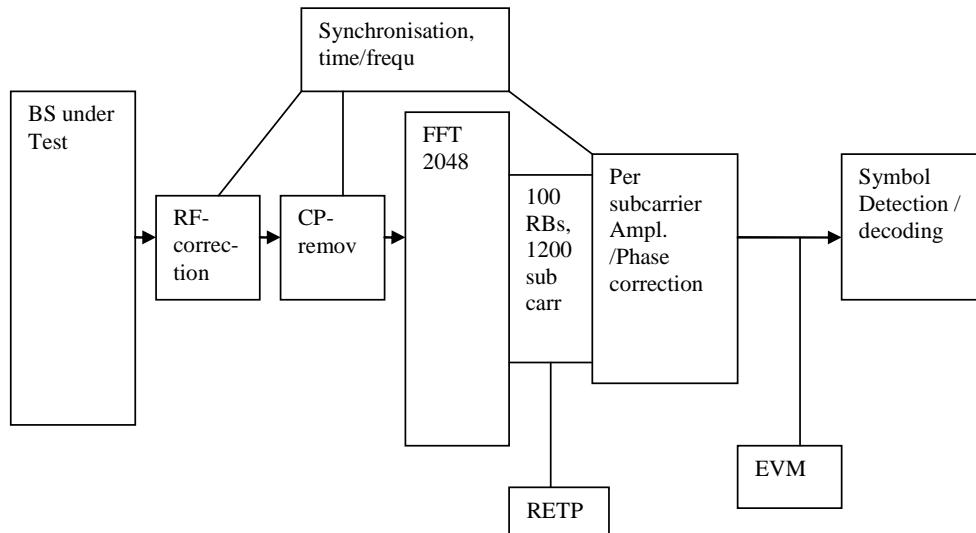 Synchronisation,
time/frequ
BS under
Test
FFT
2048
RF-
correc-
tion
CP-
remov
100
RBs,
1200
sub
carr
Per
subcarrier
Ampl.
/Phase
correction
Symbol
Detection /
decoding
EVM
RETP